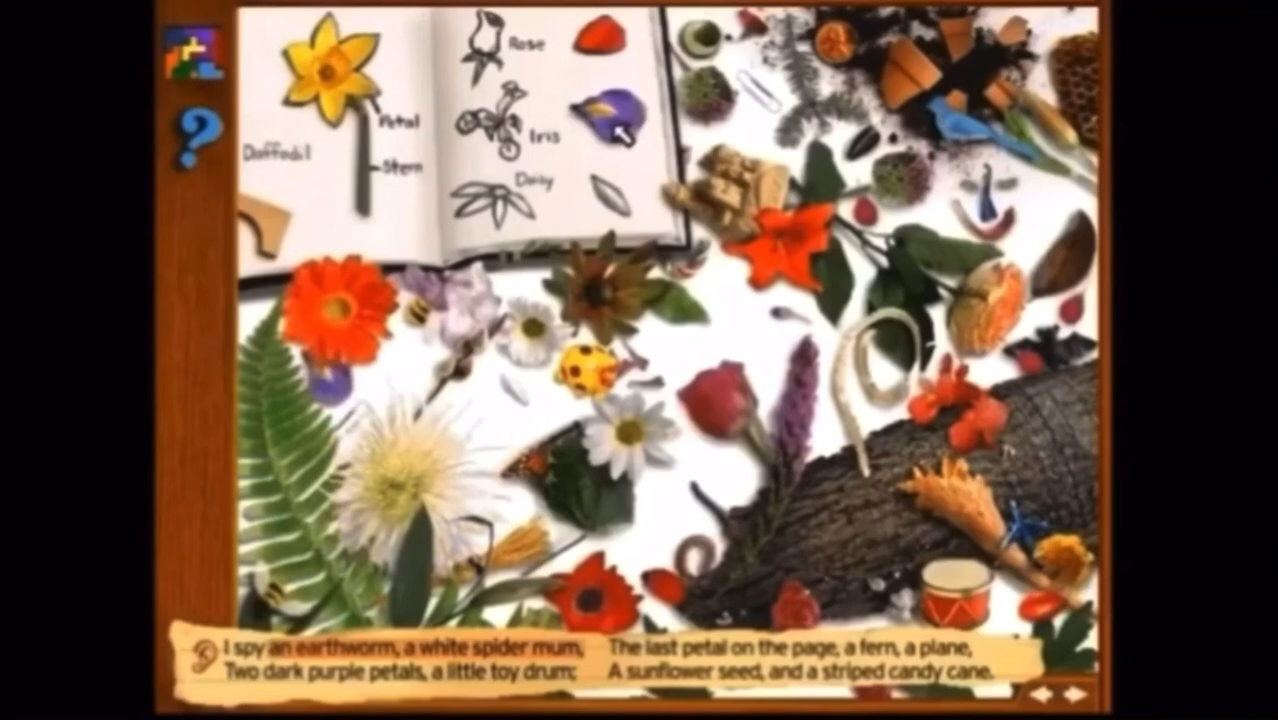 Rose
Petal
Iris
Daffodil
Stem
Daisy
I spy an earthworm, a white spider mum,
Two dark purple petals, a little toy drum;
The last petal on the page, a fern, a plane,
A sunflower seed, and a striped candy cane.